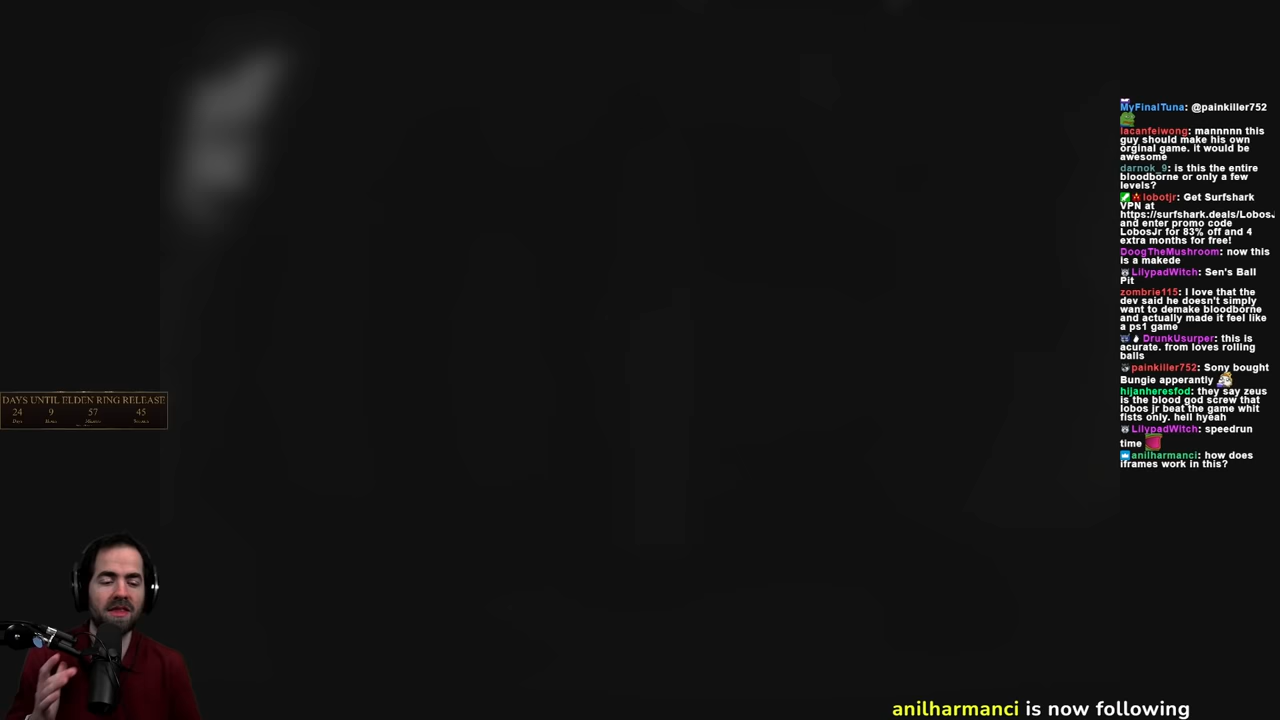 MyFinalTuna: @painkiller752
lacanfeiwong: mannnnn this
guy should make his own
orginal game. it would be
awesome
darnok_9: is this the entire
bloodborne or only a few
levels?
lobotjr: Get Surfshark
VPN at
https://surfshark.deals/Lobos
and enter promo code
LobosJr for 83% off and 4
extra months for free!
DoogTheMushroom: now this
is a makede
LilypadWitch: Sen's Ball
Pit
zombrie115: I love that the
dev said he doesn't simply
want to demake bloodborne
and actually made it feel like
a ps1 game
DrunkUsurper: this is
acurate. from loves rolling
balls
painkiller752: Sony bought
Bungie apperantly
hijanheresfod: they say zeus
is the blood god screw that
lobos jr beat the game whit
fists only. hell hyeah
DAYS UNTIL ELDEN RING RELEASE
24 9 57 45
Days Hours Minutes Seconds
LilypadWitch: speedrun
time
anilharmanci: how does
iframes work in this?
anilharmanci is now following